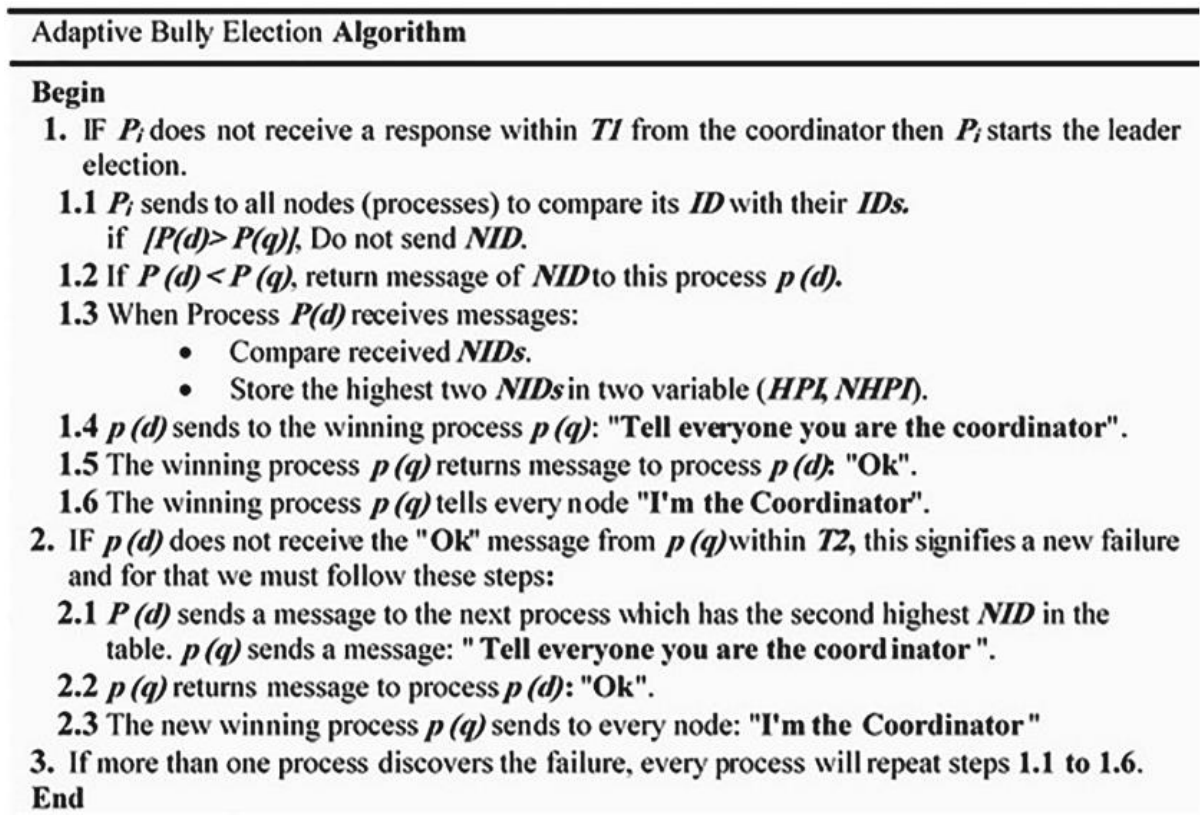 Adaptive Bully Election Algorithm
Begin
1. IF Pi does not receive a response within T1 from the coordinator then Pi starts the leader
election.
1.1 Pi sends to all nodes (processes) to compare its ID with their IDs.
if [P(d)> P(q)], Do not send NID.
1.2 If P (d) < P (q), return message of NID to this process p (d).
1.3 When Process P(d) receives messages:
• Compare received NIDs.
• Store the highest two NIDs in two variable (HPI, NHPI).
1.4 p (d) sends to the winning process p (q): "Tell everyone you are the coordinator".
1.5 The winning process p (q) returns message to process p (d): "Ok".
1.6 The winning process p (q) tells every node "I'm the Coordinator".
2. IF p (d) does not receive the "Ok" message from p (q) within T2, this signifies a new failure
and for that we must follow these steps:
2.1 P (d) sends a message to the next process which has the second highest NID in the
table. p (q) sends a message: " Tell everyone you are the coordinator ".
2.2 p (q) returns message to process p (d): "Ok".
2.3 The new winning process p (q) sends to every node: "I'm the Coordinator"
3. If more than one process discovers the failure, every process will repeat steps 1.1 to 1.6.
End